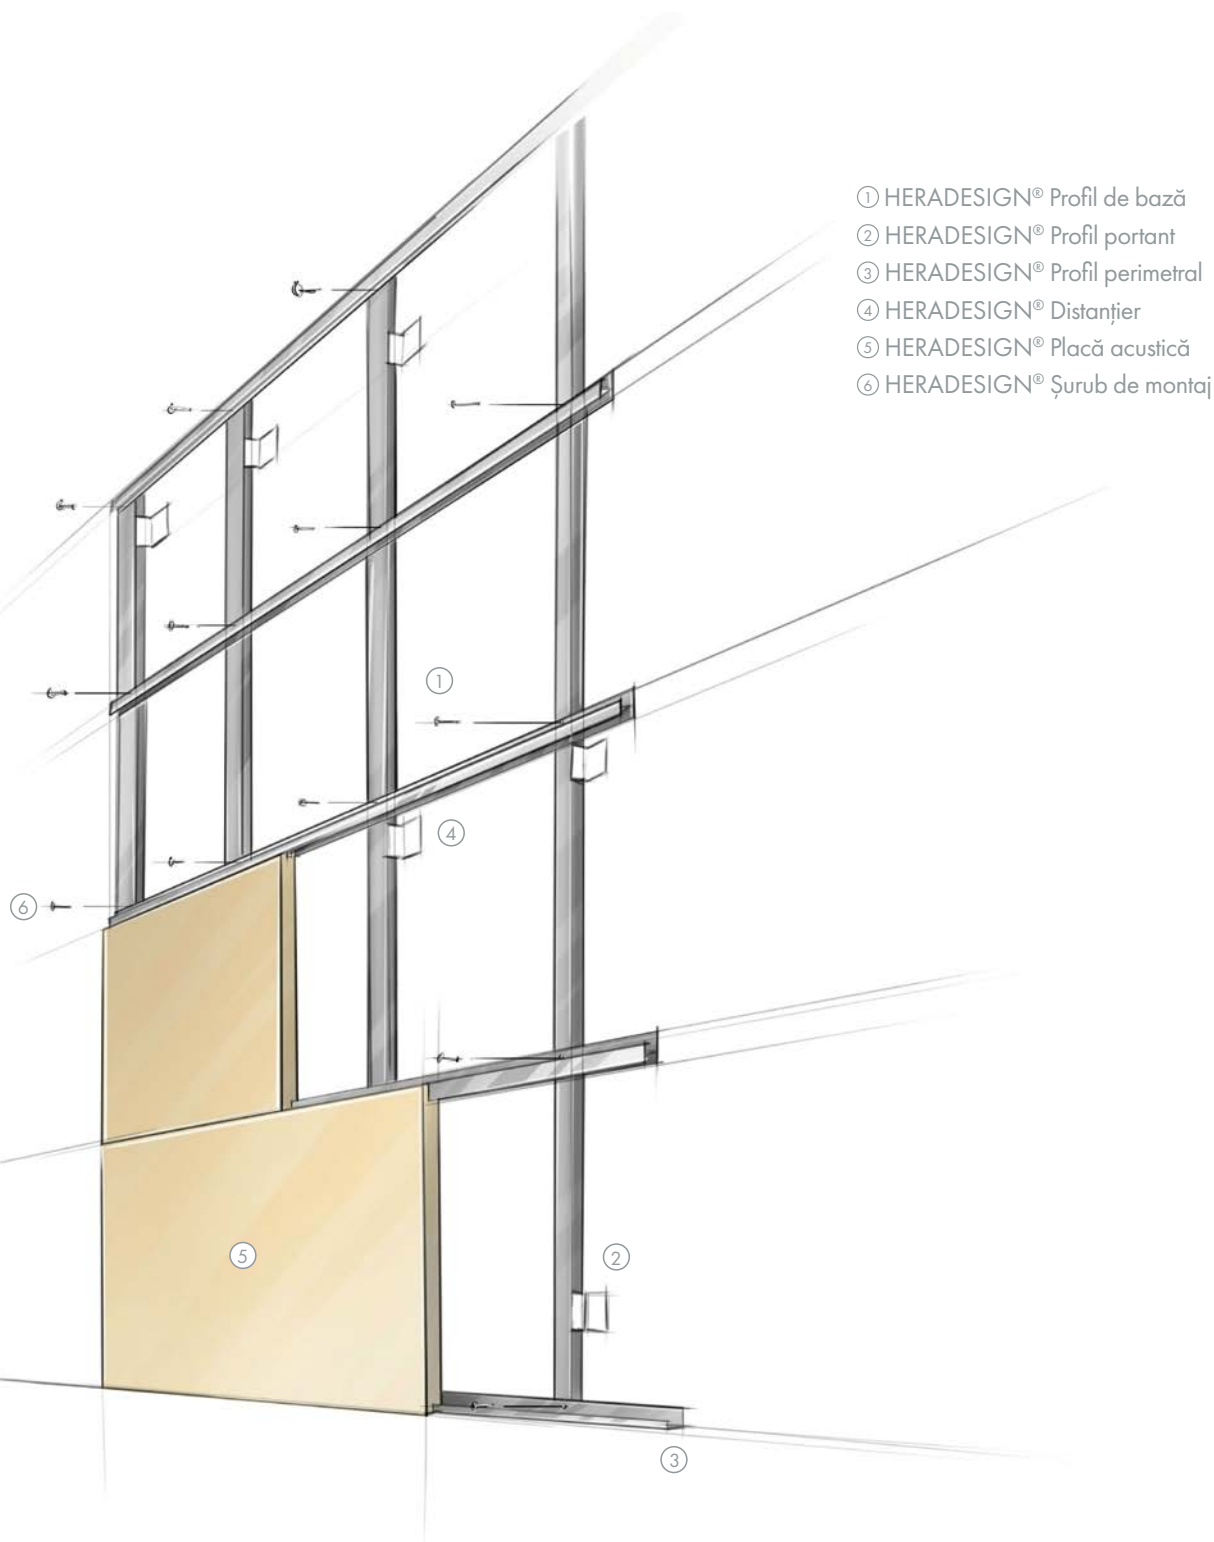 ① HERADESIGN® Profil de bază
② HERADESIGN® Profil portant
③ HERADESIGN® Profil perimetral
④ HERADESIGN® Distanțier
⑤ HERADESIGN® Placă acustică
⑥ HERADESIGN® Șurub de montaj
①
④
⑥
⑤
②
③